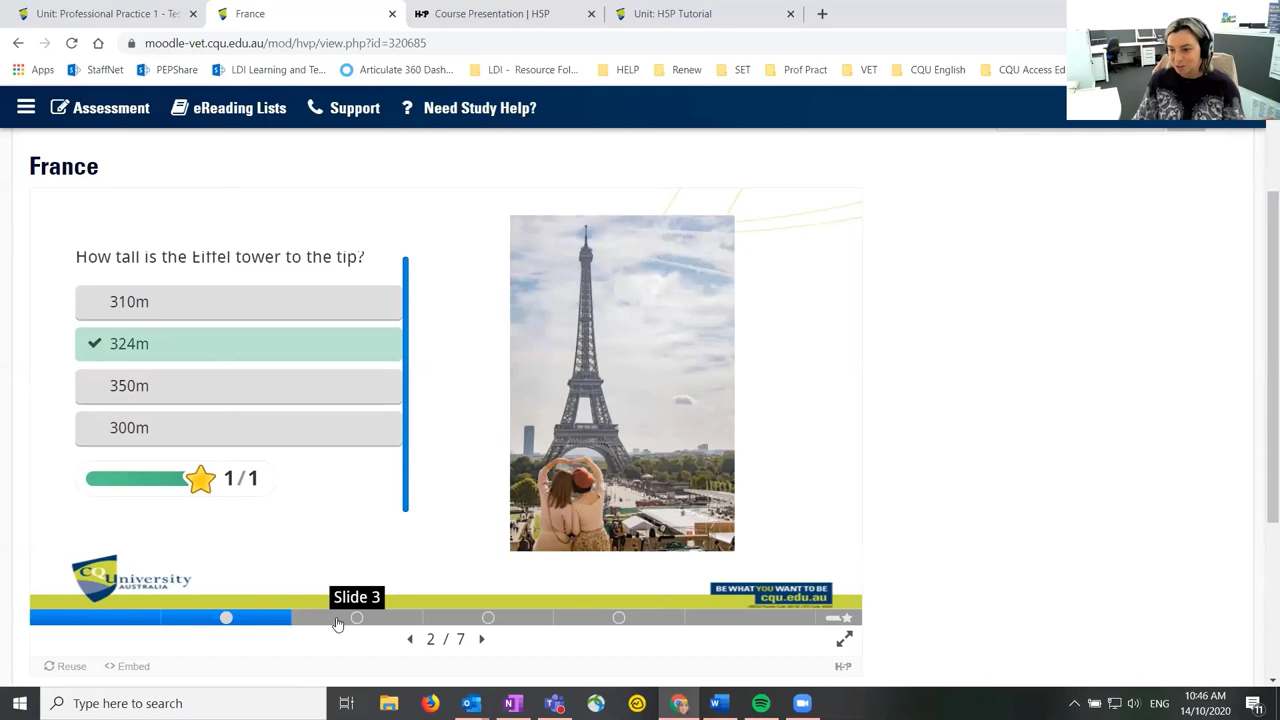 Unit: Professional Practice 1 - Te
France
Course Presentation | H5P
Unit: H5P Tutorial
moodle-vet.cqu.edu.au/mod/hvp/view.php?id=320685
Apps
StaffNet
PEPShare
LDI - Learning and Te...
Articulate 360 Dash...
LDI - Resource Fol...
HELP
Renew
SET
Prof Pract
VET
CQU English
CQU Access Ed
Assessment
eReading Lists
Support
Need Study Help?
France
How tall is the Eiffel tower to the tip?
310m
324m
350m
300m
1/1
CQUniversity
AUSTRALIA
BE WHAT YOU WANT TO BE
cqu.edu.au
Slide 3
2 / 7
Reuse
Embed
H-P
Type here to search
ENG
10:46 AM
14/10/2020
11